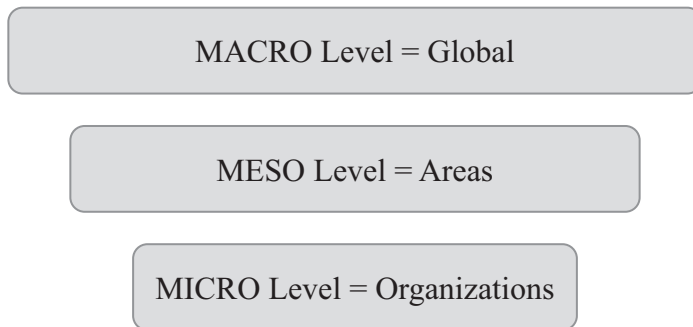 MACRO Level = Global
MESO Level = Areas
MICRO Level = Organizations